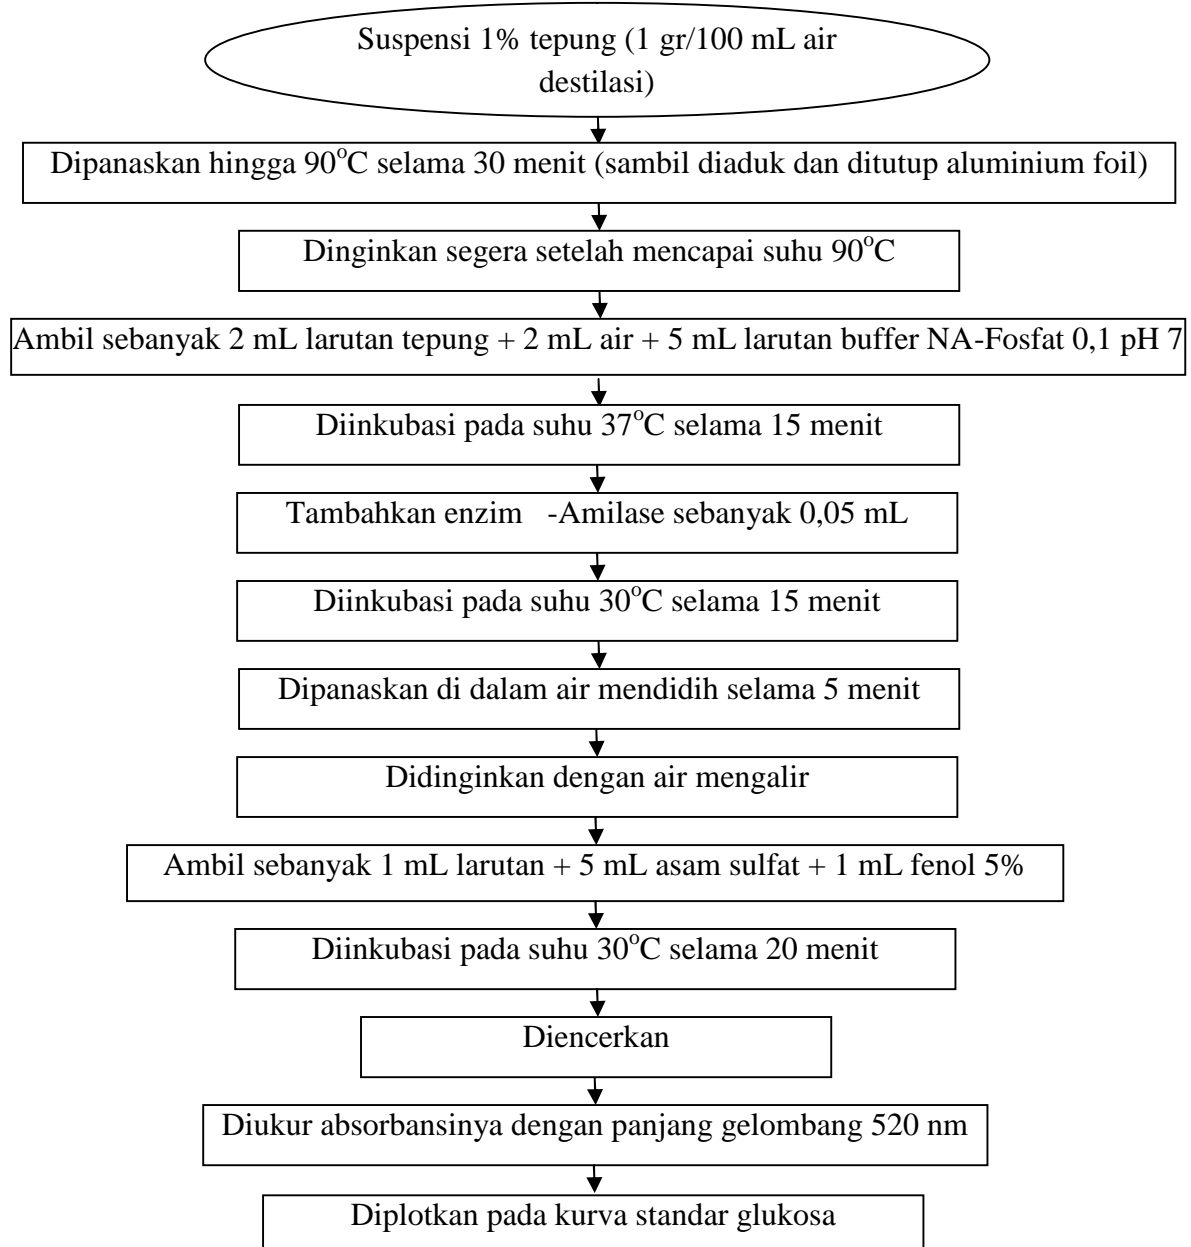 Suspensi 1% tepung (1 gr/100 mL air
destilasi)
Dipanaskan hingga 90°C selama 30 menit (sambil diaduk dan ditutup aluminium foil)
Dinginkan segera setelah mencapai suhu 90°C
Ambil sebanyak 2 mL larutan tepung + 2 mL air + 5 mL larutan buffer NA-Fosfat 0,1 pH 7
Diinkubasi pada suhu 37°C selama 15 menit
Tambahkan enzim -Amilase sebanyak 0,05 mL
Diinkubasi pada suhu 30°C selama 15 menit
Dipanaskan di dalam air mendidih selama 5 menit
Didinginkan dengan air mengalir
Ambil sebanyak 1 mL larutan + 5 mL asam sulfat + 1 mL fenol 5%
Diinkubasi pada suhu 30°C selama 20 menit
Diencerkan
Diukur absorbansinya dengan panjang gelombang 520 nm
Diplotkan pada kurva standar glukosa